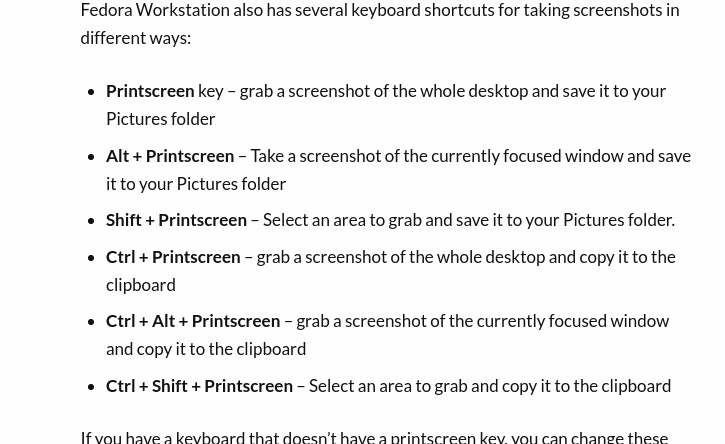 Fedora Workstation also has several keyboard shortcuts for taking screenshots in
different ways:
• Printscreen key – grab a screenshot of the whole desktop and save it to your
Pictures folder
• Alt + Printscreen – Take a screenshot of the currently focused window and save
it to your Pictures folder
• Shift + Printscreen – Select an area to grab and save it to your Pictures folder.
• Ctrl + Printscreen – grab a screenshot of the whole desktop and copy it to the
clipboard
• Ctrl + Alt + Printscreen – grab a screenshot of the currently focused window
and copy it to the clipboard
• Ctrl + Shift + Printscreen – Select an area to grab and copy it to the clipboard
If you have a keyboard that doesn’t have a printscreen key, you can change these